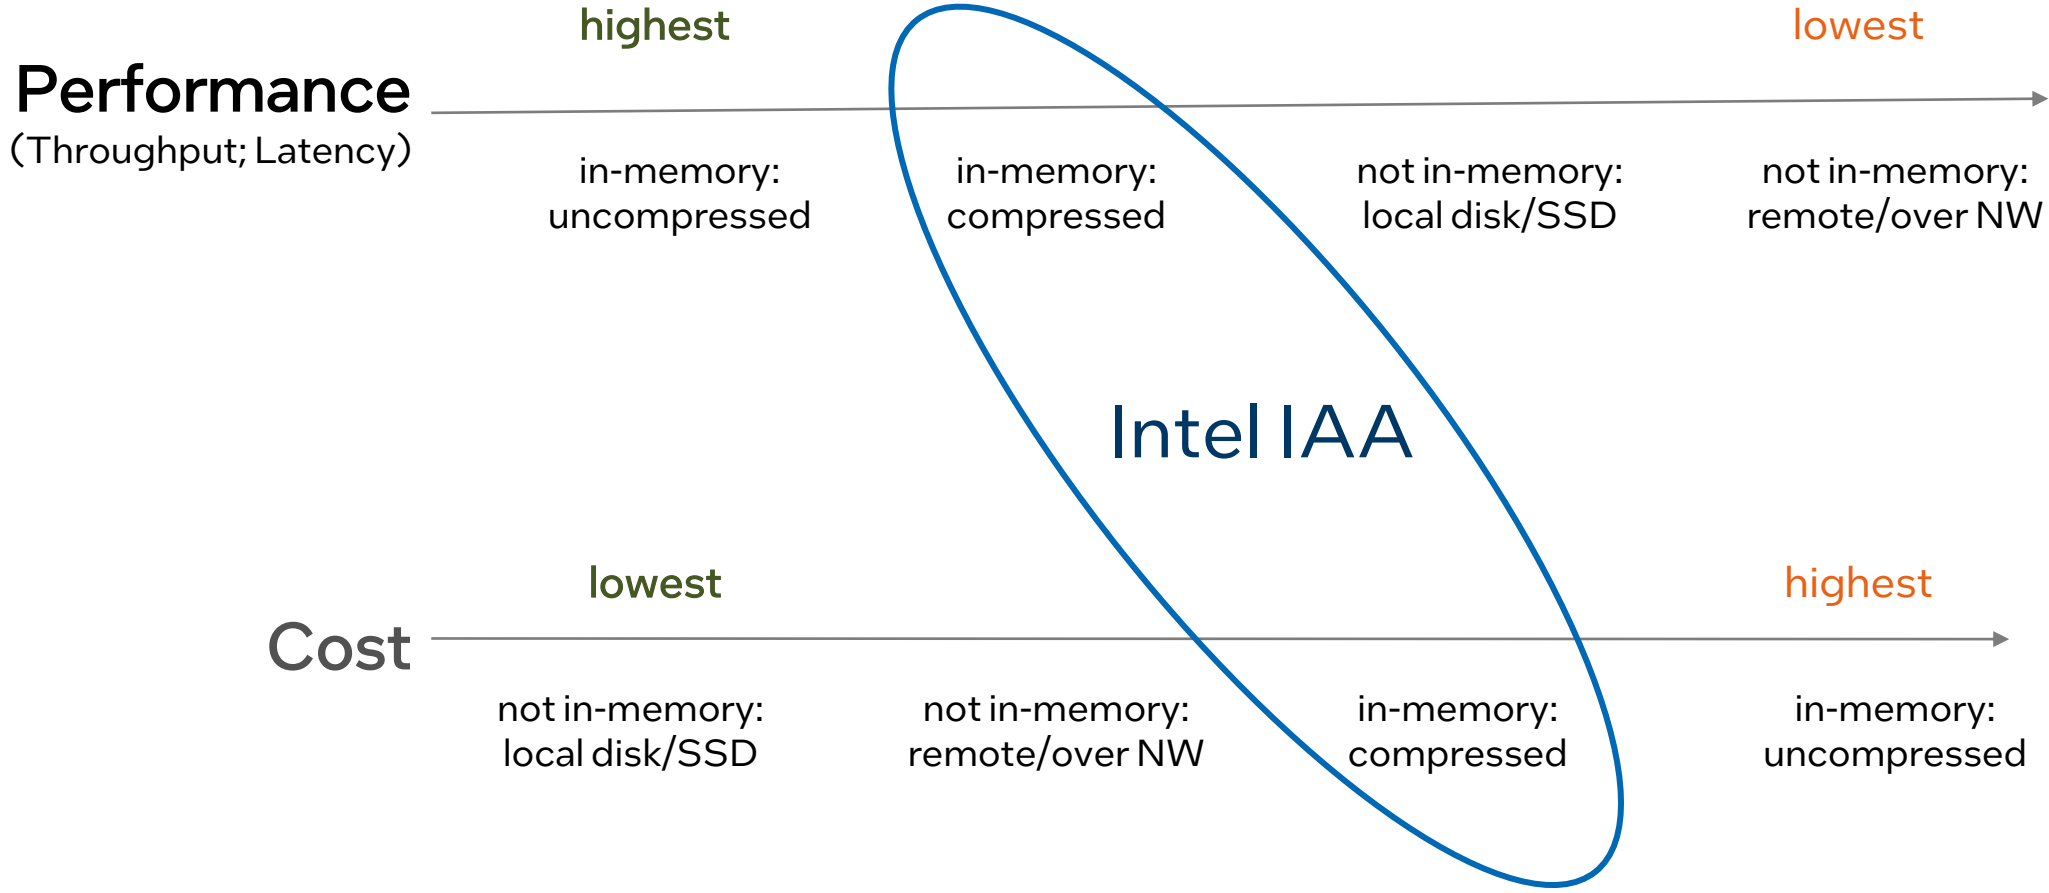 highest
lowest
Performance
(Throughput; Latency)
in-memory:
uncompressed
in-memory:
compressed
not in-memory:
local disk/SSD
not in-memory:
remote/over NW
Intel IAA
lowest
highest
Cost
not in-memory:
local disk/SSD
not in-memory:
remote/over NW
in-memory:
compressed
in-memory:
uncompressed